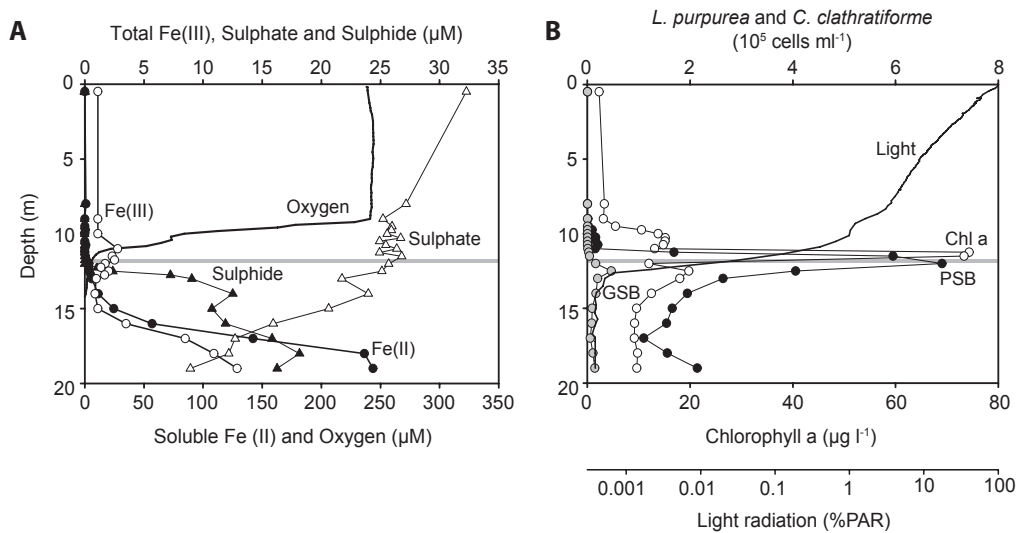 A
Total Fe(III), Sulphate and Sulphide (µM)
0 5 10 15 20 25 30 35
0
5
10
15
20
Depth (m)
Fe(III)
Oxygen
Sulphate
Sulphide
Fe(II)
0 50 100 150 200 250 300 350
Soluble Fe (II) and Oxygen (µM)
B
L. purpurea and C. clathratiforme
(10⁵ cells ml⁻¹)
0 2 4 6 8
0
5
10
15
20
Light
Chl a
PSB
GSB
0 20 40 60 80
Chlorophyll a (µg l⁻¹)
0.001 0.01 0.1 1 10 100
Light radiation (%PAR)